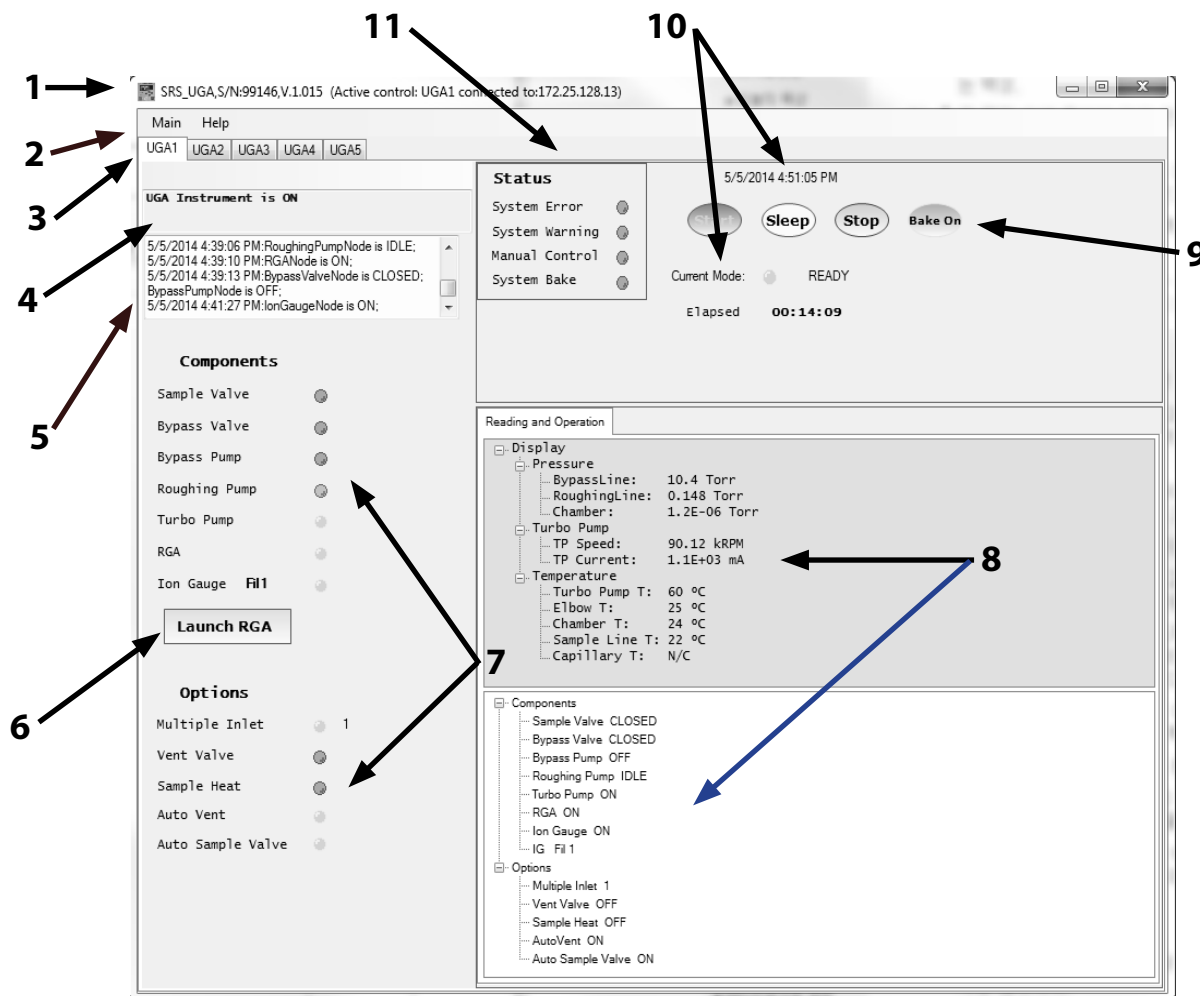 11
10
1
SRS_UGA,S/N:99146,V.1.015 (Active control: UGA1 connected to:172.25.128.13)
2
Main Help
3
UGA1 UGA2 UGA3 UGA4 UGA5
4
UGA Instrument is ON
5
5/5/2014 4:39:06 PM:RoughingPumpNode is IDLE;
5/5/2014 4:39:10 PM:RGANode is ON;
5/5/2014 4:39:13 PM:BypassValveNode is CLOSED;
BypassPumpNode is OFF;
5/5/2014 4:41:27 PM:IonGaugeNode is ON;
Status
System Error
System Warning
Manual Control
System Bake
5/5/2014 4:51:05 PM
Start Sleep Stop Bake On
9
Current Mode: READY
Elapsed 00:14:09
Components
Sample Valve
Bypass Valve
Bypass Pump
Roughing Pump
Turbo Pump
RGA
Ion Gauge Fil1
6
Launch RGA
7
Options
Multiple Inlet 1
Vent Valve
Sample Heat
Auto Vent
Auto Sample Valve
Reading and Operation
Display
Pressure
BypassLine: 10.4 Torr
RoughingLine: 0.148 Torr
Chamber: 1.2E-06 Torr
Turbo Pump
TP Speed: 90.12 kRPM
TP Current: 1.1E+03 mA
8
Temperature
Turbo Pump T: 60 ºC
Elbow T: 25 ºC
Chamber T: 24 ºC
Sample Line T: 22 ºC
Capillary T: N/C
Components
Sample Valve CLOSED
Bypass Valve CLOSED
Bypass Pump OFF
Roughing Pump IDLE
Turbo Pump ON
RGA ON
Ion Gauge ON
IG Fil 1
Options
Multiple Inlet 1
Vent Valve OFF
Sample Heat OFF
AutoVent ON
Auto Sample Valve ON